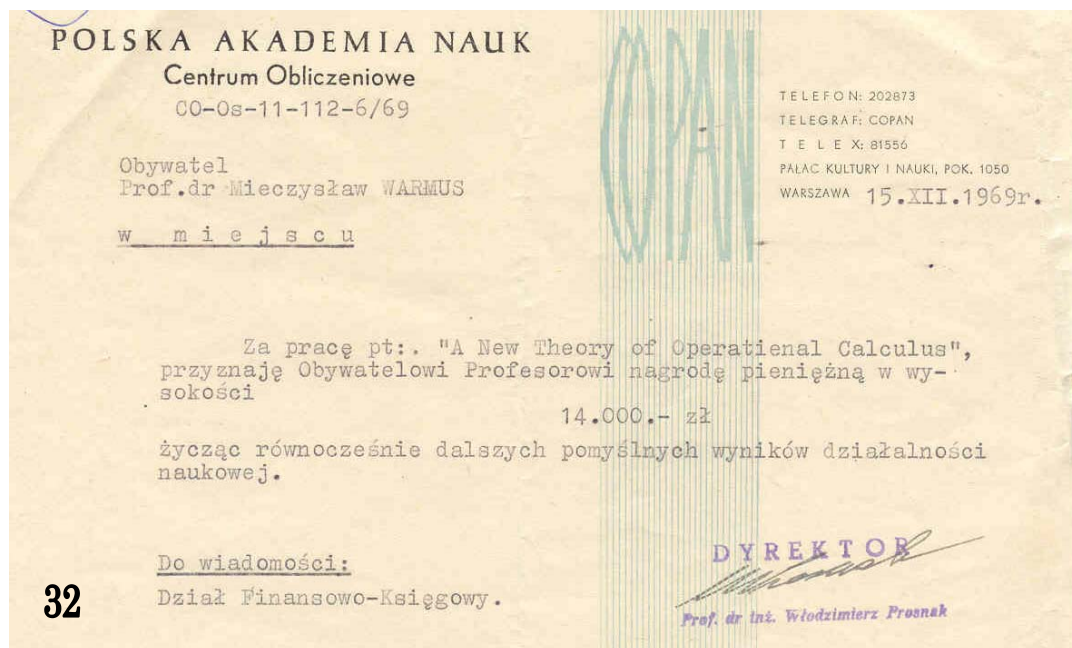 POLSKA AKADEMIA NAUK
Centrum Obliczeniowe
CO-Os-11-112-6/69
COPAN
TELEFON: 202873
TELEGRAF: COPAN
TELEX: 81556
PAŁAC KULTURY I NAUKI, POK. 1050
WARSZAWA 15.XII.1969r.
Obywatel
Prof.dr Mieczysław WARMUS
w miejscu
Za pracę pt:. "A New Theory of Operatienal Calculus",
przyznaję Obywatelowi Profesorowi nagrodę pieniężną w wy-
sokości
14.000.- zł
życząc równocześnie dalszych pomyślnych wyników działalności
naukowej.
DYREKTOR
Prof. dr inż. Włodzimierz Prosnak
Do wiadomości:
Dział Finansowo-Księgowy.
32